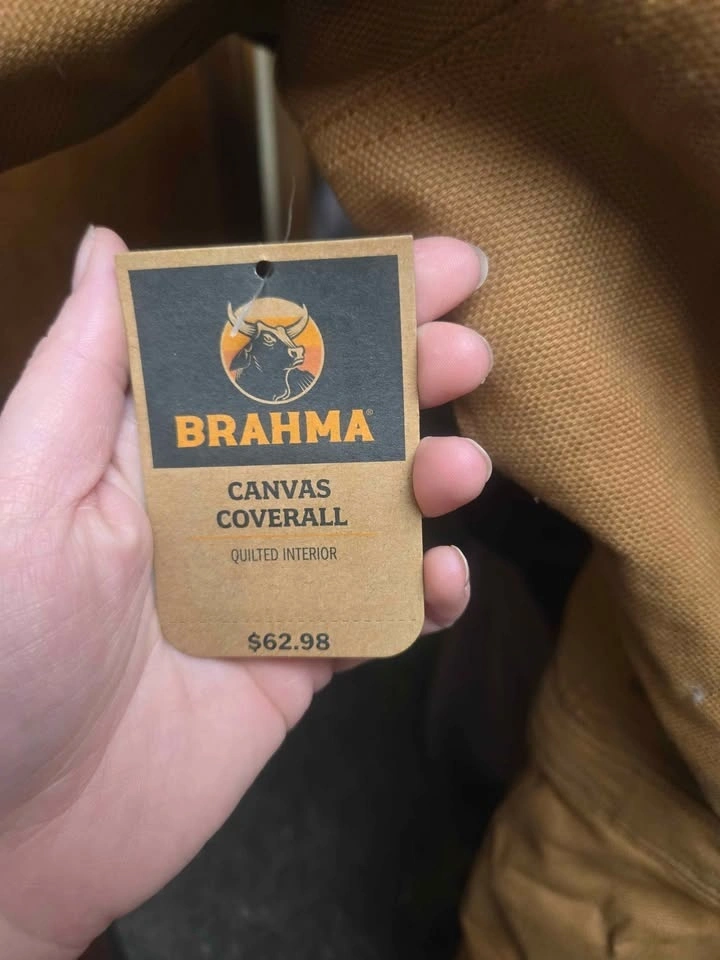 BRAHMA®
CANVAS
COVERALL
QUILTED INTERIOR
$62.98